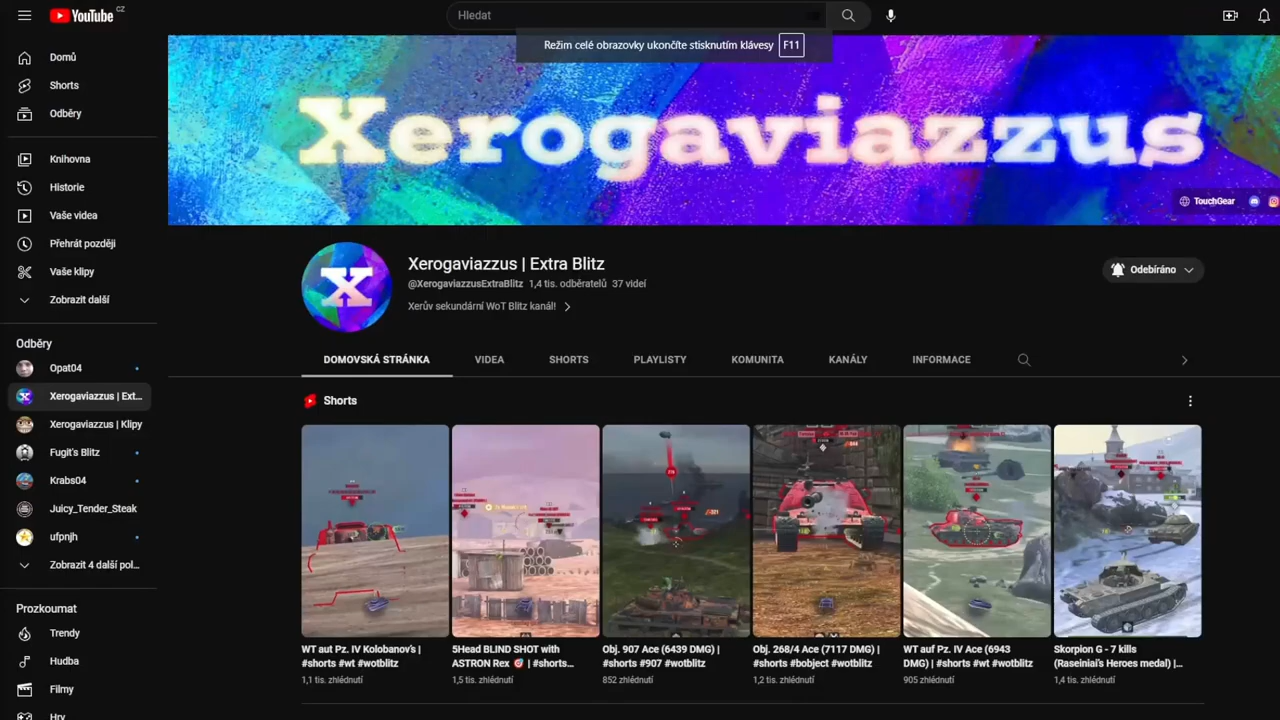 YouTube CZ
Hledat
Režim celé obrazovky ukončíte stisknutím klávesy F11
Domů
Shorts
Odběry
Knihovna
Historie
Vaše videa
Přehrát později
Vaše klipy
Zobrazit další
Odběry
Opat04
Xerogaviazzus | Ext...
Xerogaviazzus | Klipy
Fugit's Blitz
Krabs04
Juicy_Tender_Steak
ufpnjh
Zobrazit 4 další pol...
Prozkoumat
Trendy
Hudba
Filmy
Hry
Xerogaviazzus
TouchGear
X
Xerogaviazzus | Extra Blitz
@XerogaviazzusExtraBlitz 1,4 tis. odběratelů 37 videí
Xerův sekundární WoT Blitz kanál!
Odebíráno
DOMOVSKÁ STRÁNKA VIDEA SHORTS PLAYLISTY KOMUNITA KANÁLY INFORMACE
Shorts
WT aut Pz. IV Kolobanov's |
#shorts #wt #wotblitz
1,1 tis. zhlédnutí
5Head BLIND SHOT with
ASTRON Rex 🎯 | #shorts...
1,5 tis. zhlédnutí
Obj. 907 Ace (6439 DMG) |
#shorts #907 #wotblitz
852 zhlédnutí
Obj. 268/4 Ace (7117 DMG) |
#shorts #bobject #wotblitz
1,2 tis. zhlédnutí
WT auf Pz. IV Ace (6943
DMG) | #shorts #wt #wotblitz
905 zhlédnutí
Skorpion G - 7 kills
(Raseiniai's Heroes medal) |...
1,4 tis. zhlédnutí